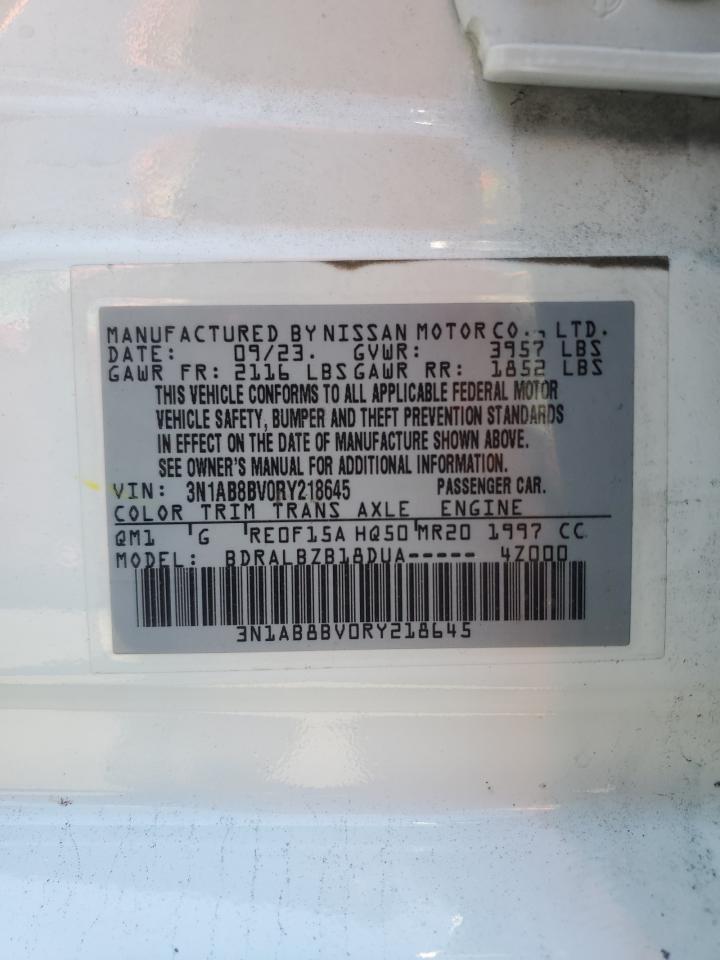 MANUFACTURED BY NISSAN MOTOR CO., LTD.
DATE: 09/23. GVWR: 3957 LBS
GAWR FR: 2116 LBS GAWR RR: 1852 LBS
THIS VEHICLE CONFORMS TO ALL APPLICABLE FEDERAL MOTOR
VEHICLE SAFETY, BUMPER AND THEFT PREVENTION STANDARDS
IN EFFECT ON THE DATE OF MANUFACTURE SHOWN ABOVE.
SEE OWNER'S MANUAL FOR ADDITIONAL INFORMATION.
VIN: 3N1AB8BV0RY218645 PASSENGER CAR.
COLOR TRIM TRANS AXLE ENGINE
QM1 G RE0F15A HQ50 MR20 1997 CC
MODEL: BDRALBZB18DUA----- 4Z000
3N1AB8BV0RY218645